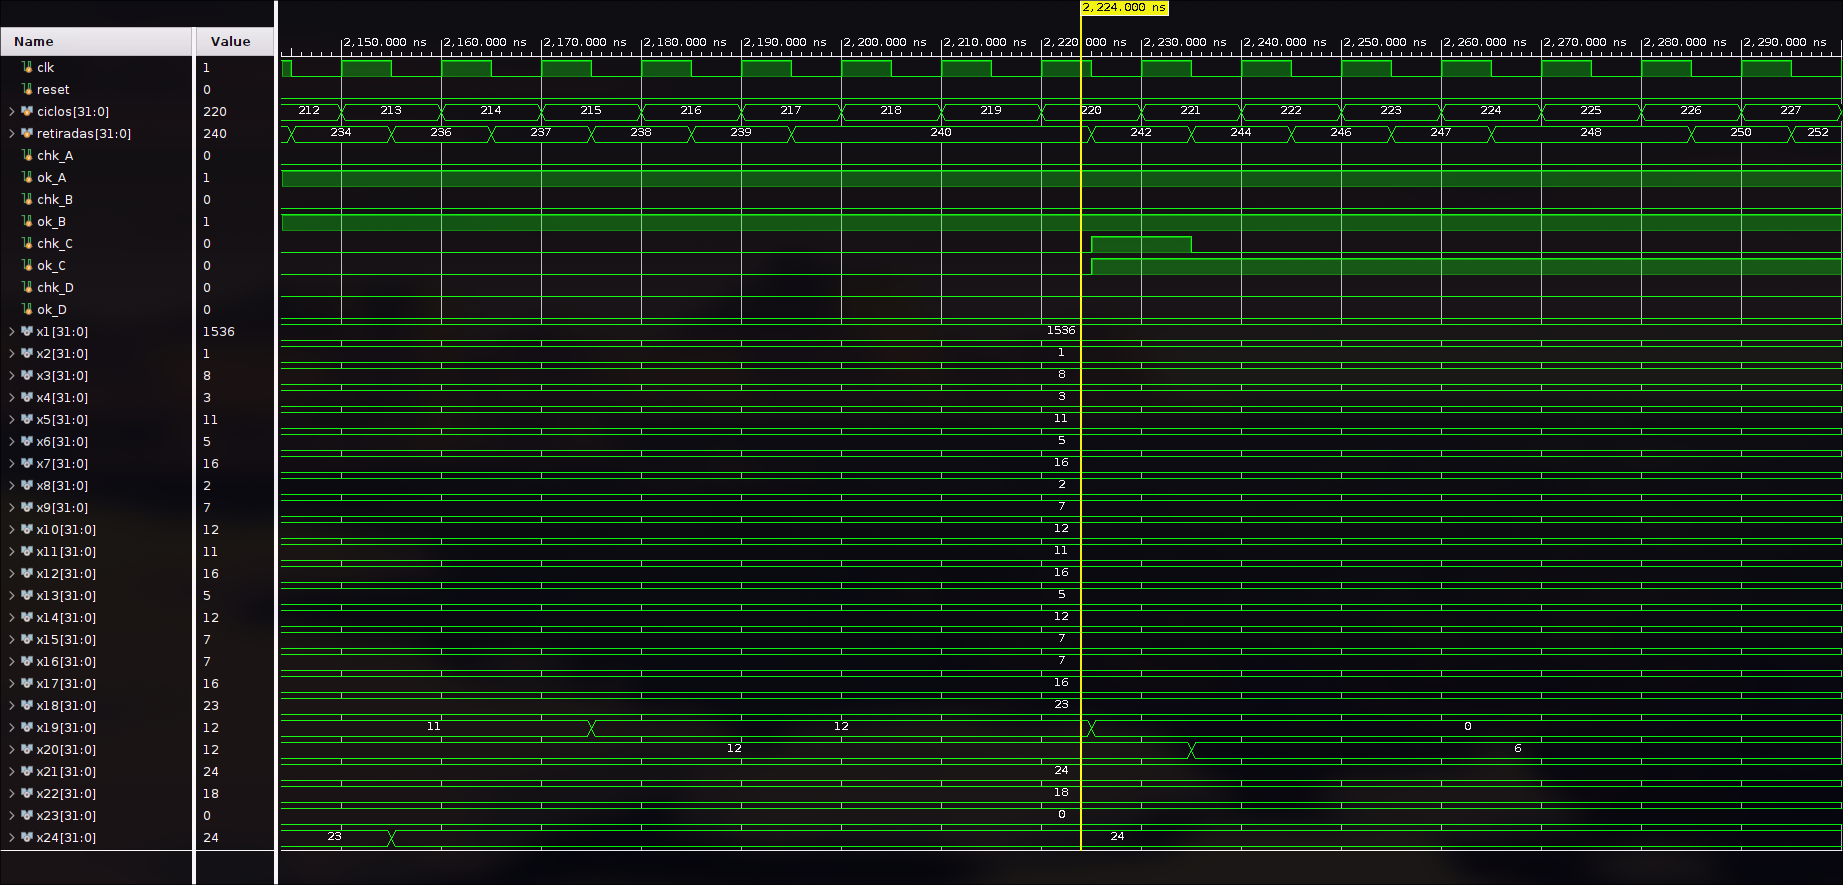 2,224.000 ns
Name Value
2,150.000 ns 2,160.000 ns 2,170.000 ns 2,180.000 ns 2,190.000 ns 2,200.000 ns 2,210.000 ns 2,220 000 ns 2,230.000 ns 2,240.000 ns 2,250.000 ns 2,260.000 ns 2,270.000 ns 2,280.000 ns 2,290.000 ns
clk 1
reset 0
ciclos[31:0] 220 212 213 214 215 216 217 218 219 220 221 222 223 224 225 226 227
retiradas[31:0] 240 234 236 237 238 239 240 242 244 246 247 248 250 252
chk_A 0
ok_A 1
chk_B 0
ok_B 1
chk_C 0
ok_C 0
chk_D 0
ok_D 0
x1[31:0] 1536 1536
x2[31:0] 1 1
x3[31:0] 8 8
x4[31:0] 3 3
x5[31:0] 11 11
x6[31:0] 5 5
x7[31:0] 16 16
x8[31:0] 2 2
x9[31:0] 7 7
x10[31:0] 12 12
x11[31:0] 11 11
x12[31:0] 16 16
x13[31:0] 5 5
x14[31:0] 12 12
x15[31:0] 7 7
x16[31:0] 7 7
x17[31:0] 16 16
x18[31:0] 23 23
x19[31:0] 12 11 12 0
x20[31:0] 12 12 6
x21[31:0] 24 24
x22[31:0] 18 18
x23[31:0] 0 0
x24[31:0] 24 23 24